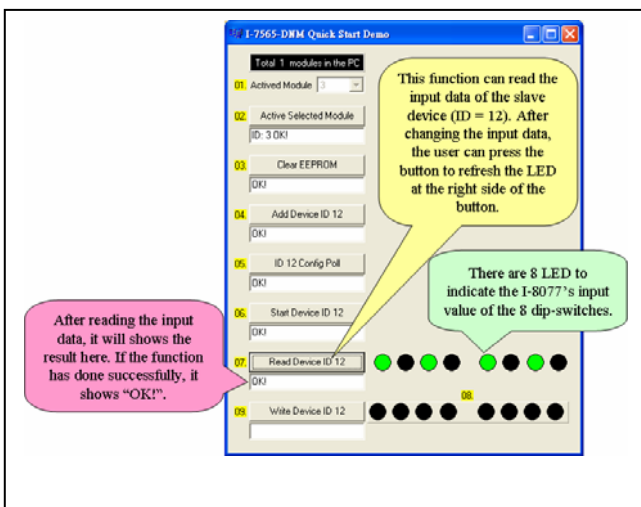 I-7565-DNM Quick Start Demo
Total 1 modules in the PC
01. Actived Module 3
02. Active Selected Module
ID: 3 OK!
03. Clear EEPROM
OK!
04. Add Device ID 12
OK!
05. ID 12 Config Poll
OK!
06. Start Device ID 12
OK!
07. Read Device ID 12
OK!
08.
09. Write Device ID 12
This function can read the
input data of the slave
device (ID = 12). After
changing the input data,
the user can press the
button to refresh the LED
at the right side of the
button.
There are 8 LED to
indicate the I-8077's input
value of the 8 dip-switches.
After reading the input
data, it will shows the
result here. If the function
has done successfully, it
shows “OK!”.